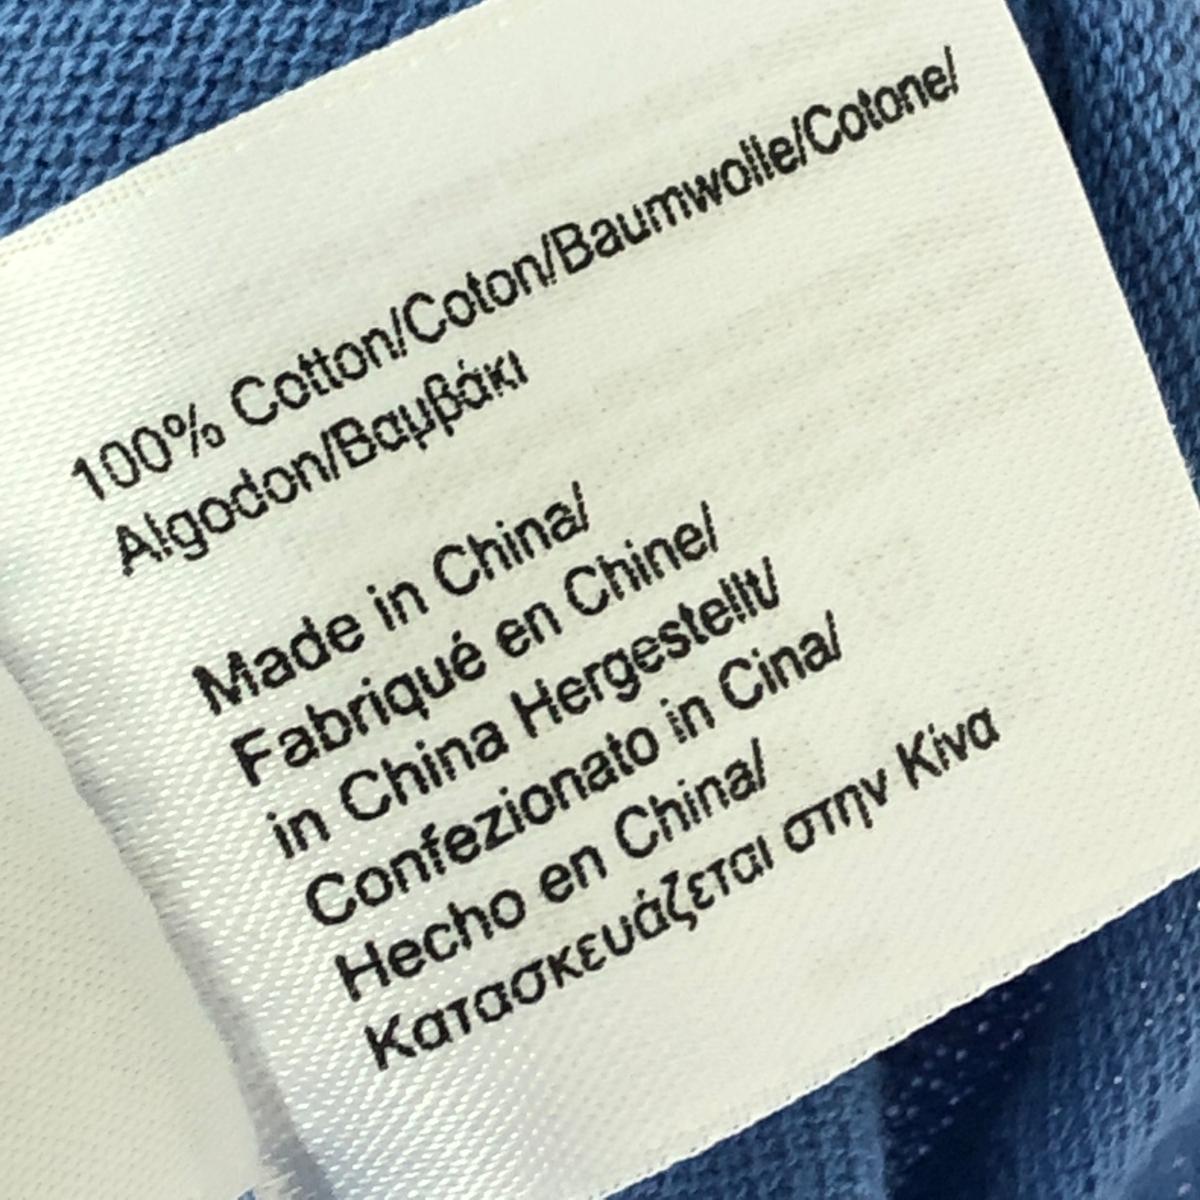 100% Cotton/Coton/Baumwolle/Cotone/
Algodon/Βαμβάκι
Made in China/
Fabriqué en Chine/
in China Hergestellt/
Confezionato in Cina/
Hecho en China/
Κατασκευάζεται στην Κίνα